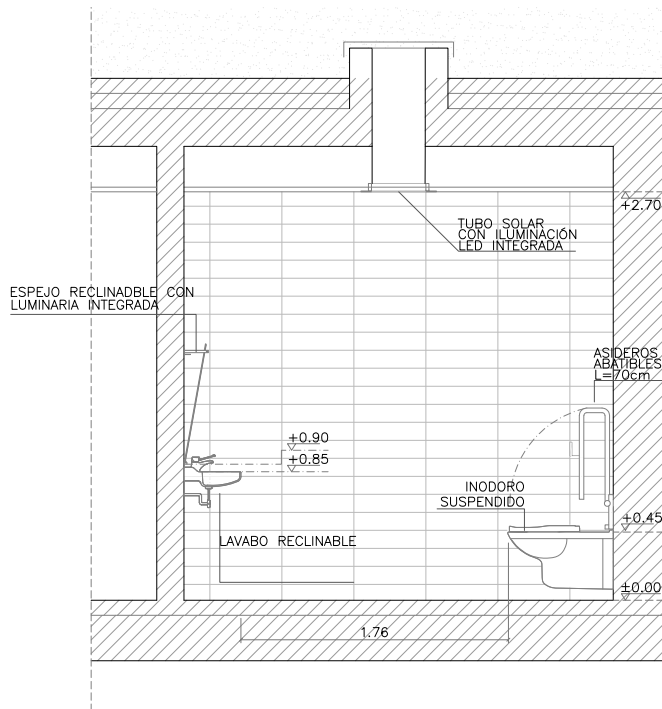 +2.70
TUBO SOLAR
CON ILUMINACIÓN
LED INTEGRADA
ESPEJO RECLINADBLE CON
LUMINARIA INTEGRADA
ASIDEROS
ABATIBLES
L=70cm
+0.90
+0.85
INODORO
SUSPENDIDO
+0.45
LAVABO RECLINABLE
±0.00
1.76